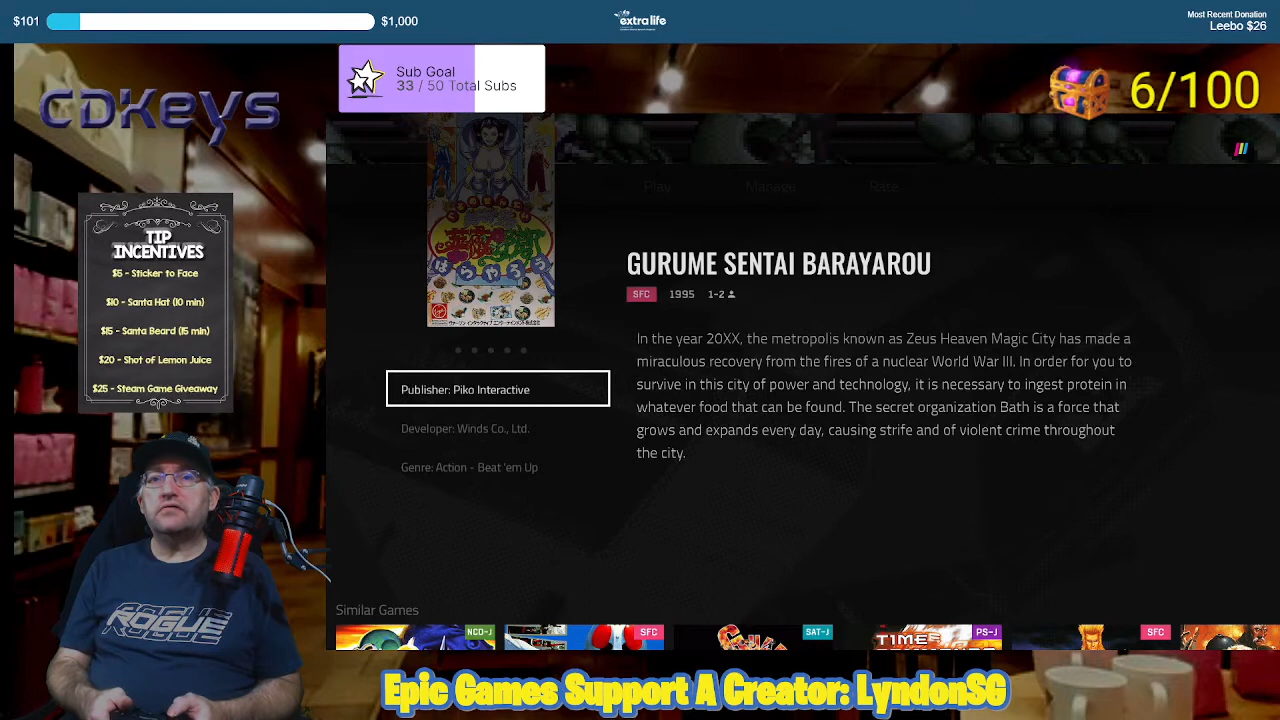 $101
$1,000
extra life
Most Recent Donation
Leebo $26
CDKeys
Sub Goal
33 / 50 Total Subs
6/100
TIP
INCENTIVES
$5 - Sticker to Face
$10 - Santa Hat (10 min)
$15 - Santa Beard (15 min)
$20 - Shot of Lemon Juice
$25 - Steam Game Giveaway
Play
Manage
Rate
はらやろう
Publisher: Piko Interactive
Developer: Winds Co., Ltd.
Genre: Action - Beat 'em Up
GURUME SENTAI BARAYAROU
SFC 1995 1-2
In the year 20XX, the metropolis known as Zeus Heaven Magic City has made a
miraculous recovery from the fires of a nuclear World War III. In order for you to
survive in this city of power and technology, it is necessary to ingest protein in
whatever food that can be found. The secret organization Bath is a force that
grows and expands every day, causing strife and of violent crime throughout
the city.
Similar Games
NCD-J
SFC
SAT-J
TIME
PS-J
SFC
ROGUE
Epic Games Support A Creator: LyndonSG